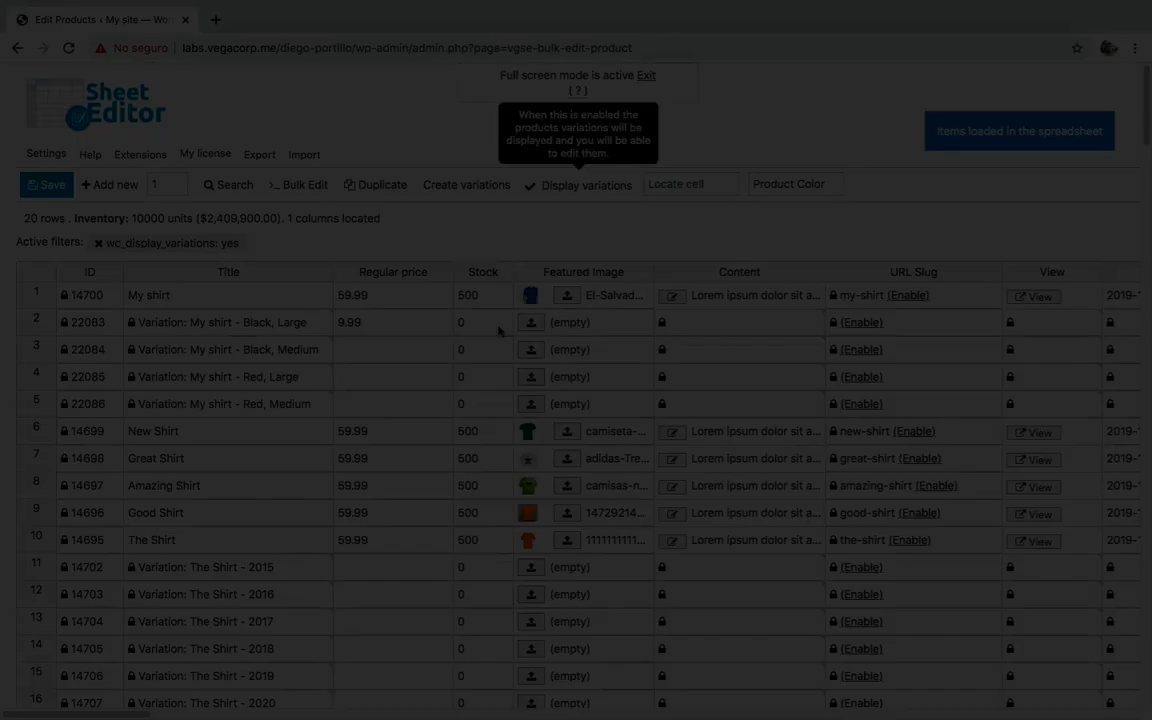 Edit Products ‹ My site — Wor
No seguro labs.vegacorp.me/diego-portillo/wp-admin/admin.php?page=vgse-bulk-edit-product
Full screen mode is active Exit
( ? )
Sheet
Editor
When this is enabled the
products variations will be
displayed and you will be able
to edit them.
Items loaded in the spreadsheet
Settings Help Extensions My license Export Import
Save Add new 1 Search >_ Bulk Edit Duplicate Create variations Display variations Locate cell Product Color
20 rows . Inventory: 10000 units ($2,409,900.00). 1 columns located
Active filters: wc_display_variations: yes
ID Title Regular price Stock Featured Image Content URL Slug View
1 14700 My shirt 59.99 500 El-Salvad... Lorem ipsum dolor sit a... my-shirt (Enable) View 2019-
2 22083 Variation: My shirt - Black, Large 9.99 0 (empty) (Enable)
3 22084 Variation: My shirt - Black, Medium 0 (empty) (Enable)
4 22085 Variation: My shirt - Red, Large 0 (empty) (Enable)
5 22086 Variation: My shirt - Red, Medium 0 (empty) (Enable)
6 14699 New Shirt 59.99 500 camiseta-... Lorem ipsum dolor sit a... new-shirt (Enable) View 2019-
7 14698 Great Shirt 59.99 500 adidas-Tre... Lorem ipsum dolor sit a... great-shirt (Enable) View 2019-
8 14697 Amazing Shirt 59.99 500 camisas-n... Lorem ipsum dolor sit a... amazing-shirt (Enable) View 2019-
9 14696 Good Shirt 59.99 500 14729214... Lorem ipsum dolor sit a... good-shirt (Enable) View 2019-
10 14695 The Shirt 59.99 500 1111111111... Lorem ipsum dolor sit a... the-shirt (Enable) View 2019-
11 14702 Variation: The Shirt - 2015 0 (empty) (Enable)
12 14703 Variation: The Shirt - 2016 0 (empty) (Enable)
13 14704 Variation: The Shirt - 2017 0 (empty) (Enable)
14 14705 Variation: The Shirt - 2018 0 (empty) (Enable)
15 14706 Variation: The Shirt - 2019 0 (empty) (Enable)
16 14707 Variation: The Shirt - 2020 0 (empty) (Enable)